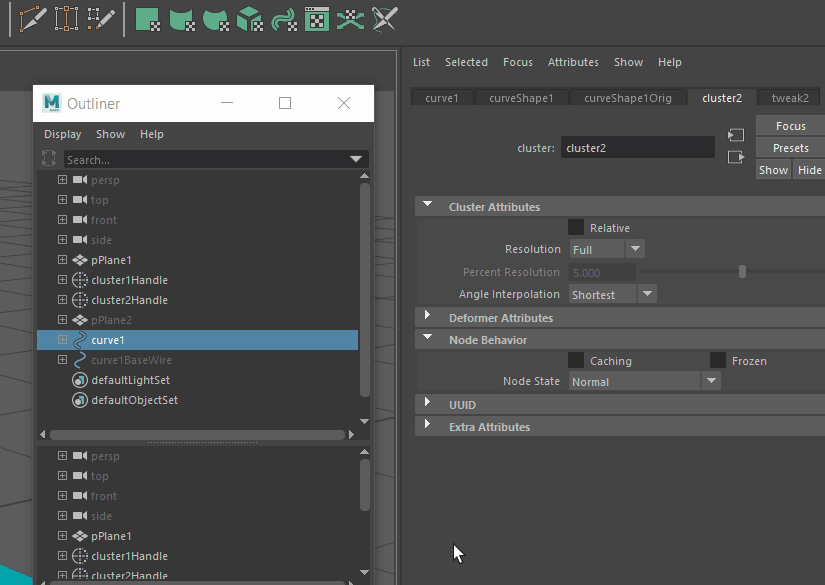 List Selected Focus Attributes Show Help
M Outliner
curve1 curveShape1 curveShape1Orig cluster2 tweak2
Display Show Help
Search...
persp
top
front
side
pPlane1
cluster1Handle
cluster2Handle
pPlane2
curve1
curve1BaseWire
defaultLightSet
defaultObjectSet
persp
top
front
side
pPlane1
cluster1Handle
cluster2Handle
cluster: cluster2
Focus
Presets
Show Hide
Cluster Attributes
Relative
Resolution Full
Percent Resolution 5.000
Angle Interpolation Shortest
Deformer Attributes
Node Behavior
Caching Frozen
Node State Normal
UUID
Extra Attributes